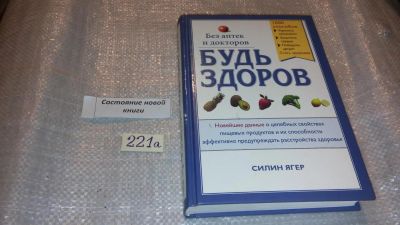 Без аптек
и докторов
БУДЬ
ЗДОРОВ
Новейшие данные о целебных свойствах
пищевых продуктов и их способности
эффективно предупреждать расстройства здоровья
СИЛИН ЯГЕР
Состояние новой
книги
221а